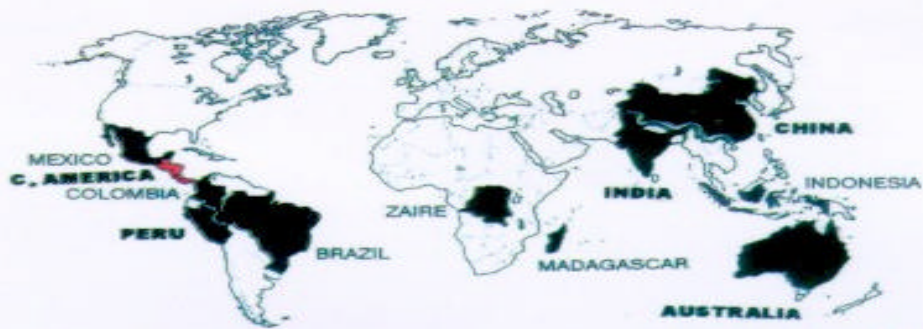 CHINA
MEXICO
C. AMERICA
COLOMBIA
INDIA
INDONESIA
ZAIRE
PERU
BRAZIL
MADAGASCAR
AUSTRALIA